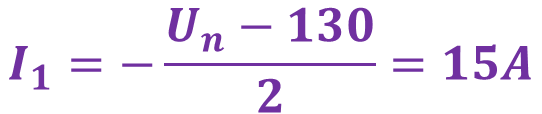 I₁ = − (Uₙ − 130) / 2 = 15A